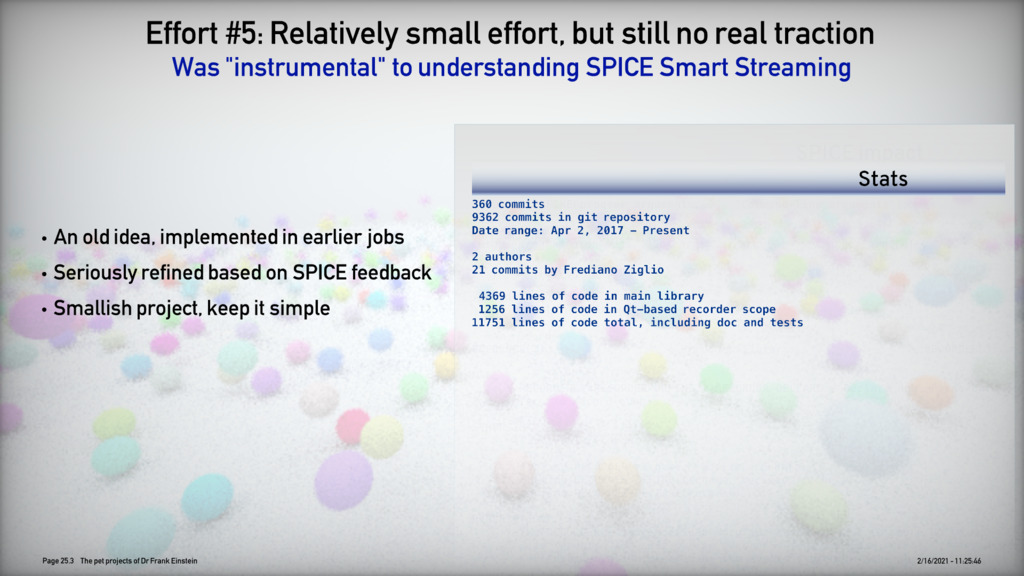 Effort #5: Relatively small effort, but still no real traction
Was "instrumental" to understanding SPICE Smart Streaming
• An old idea, implemented in earlier jobs
• Seriously refined based on SPICE feedback
• Smallish project, keep it simple
SPICE impact
Stats
360 commits
9362 commits in git repository
Date range: Apr 2, 2017 - Present
2 authors
21 commits by Frediano Ziglio
4369 lines of code in main library
1256 lines of code in Qt-based recorder scope
11751 lines of code total, including doc and tests
Page 25.3 The pet projects of Dr Frank Einstein
2/16/2021 - 11:25:46